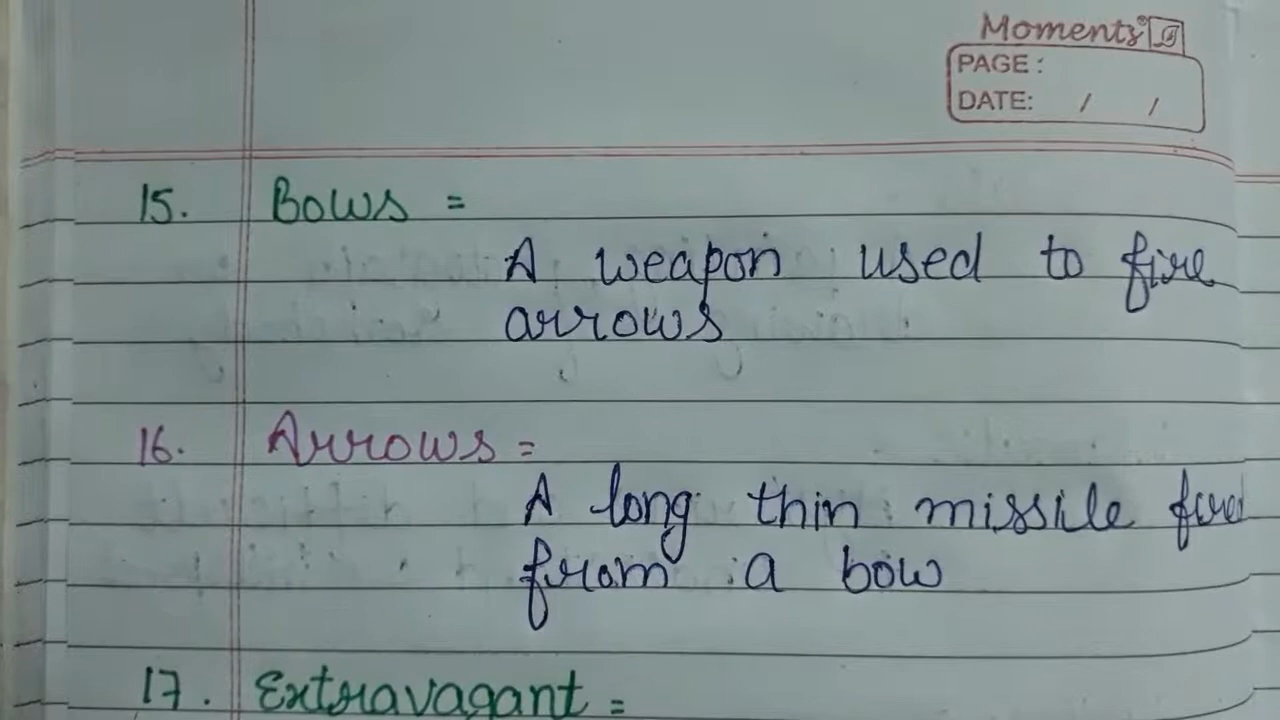 Moments
PAGE:
DATE: / /
15. Bows =
A weapon used to fire
arrows
16. Arrows =
A long thin missile fired
from a bow
17. Extravagant =